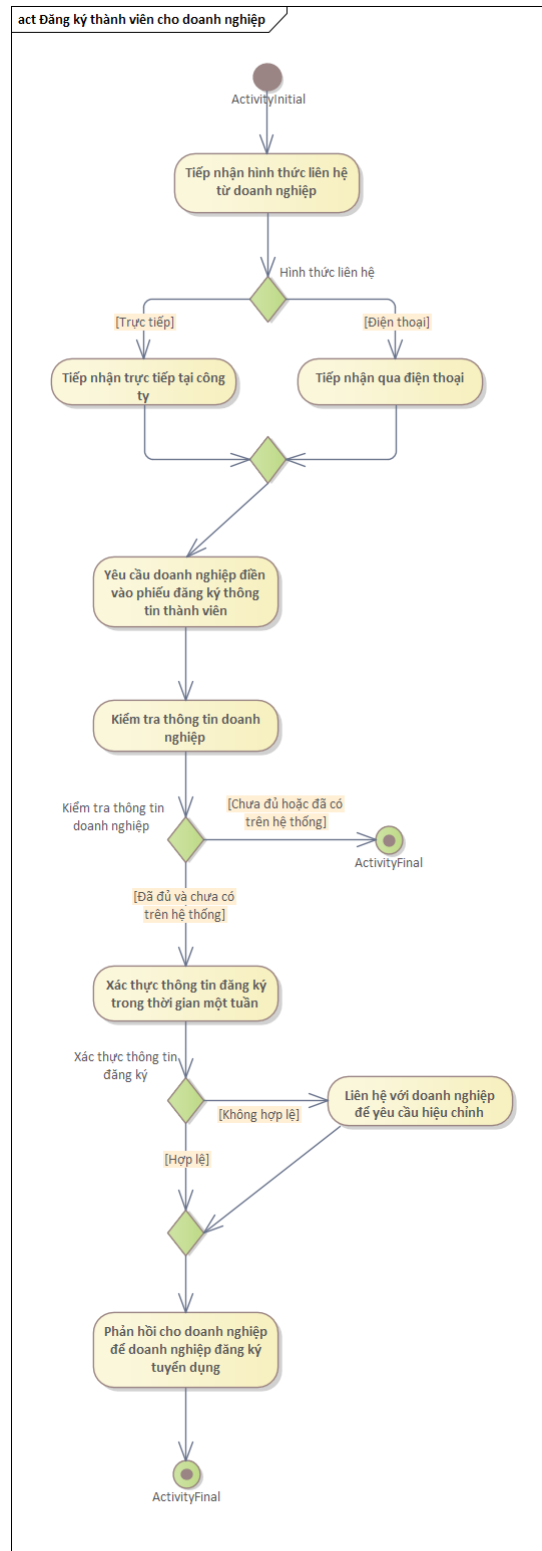 act Đăng ký thành viên cho doanh nghiệp
ActivityInitial
Tiếp nhận hình thức liên hệ
từ doanh nghiệp
Hình thức liên hệ
[Trực tiếp]
[Điện thoại]
Tiếp nhận trực tiếp tại công
ty
Tiếp nhận qua điện thoại
Yêu cầu doanh nghiệp điền
vào phiếu đăng ký thông
tin thành viên
Kiểm tra thông tin doanh
nghiệp
Kiểm tra thông tin
doanh nghiệp
[Chưa đủ hoặc đã có
trên hệ thống]
ActivityFinal
[Đã đủ và chưa có
trên hệ thống]
Xác thực thông tin đăng ký
trong thời gian một tuần
Xác thực thông tin
đăng ký
[Không hợp lệ]
Liên hệ với doanh nghiệp
để yêu cầu hiệu chỉnh
[Hợp lệ]
Phản hồi cho doanh nghiệp
để doanh nghiệp đăng ký
tuyển dụng
ActivityFinal